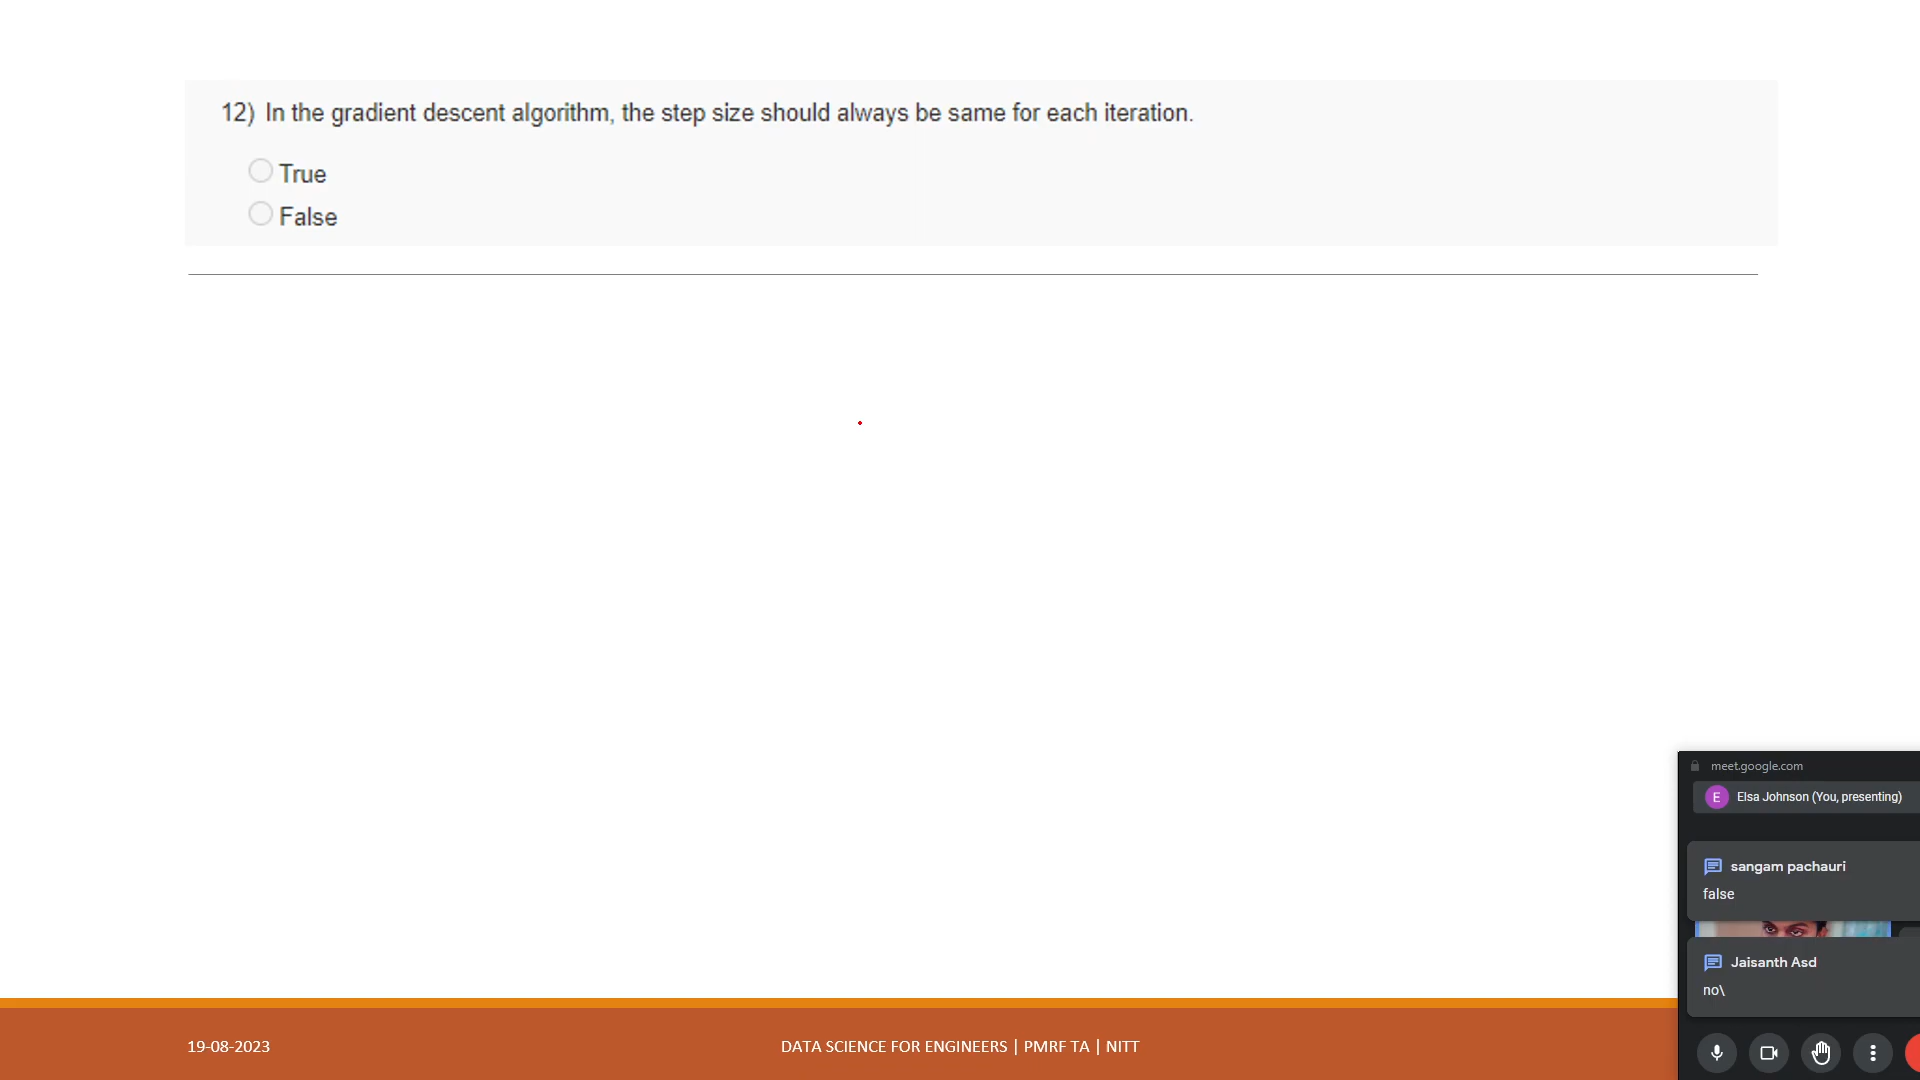 12) In the gradient descent algorithm, the step size should always be same for each iteration.
True
False
meet.google.com
E Elsa Johnson (You, presenting)
sangam pachauri
false
Jaisanth Asd
no\
19-08-2023
DATA SCIENCE FOR ENGINEERS | PMRF TA | NITT